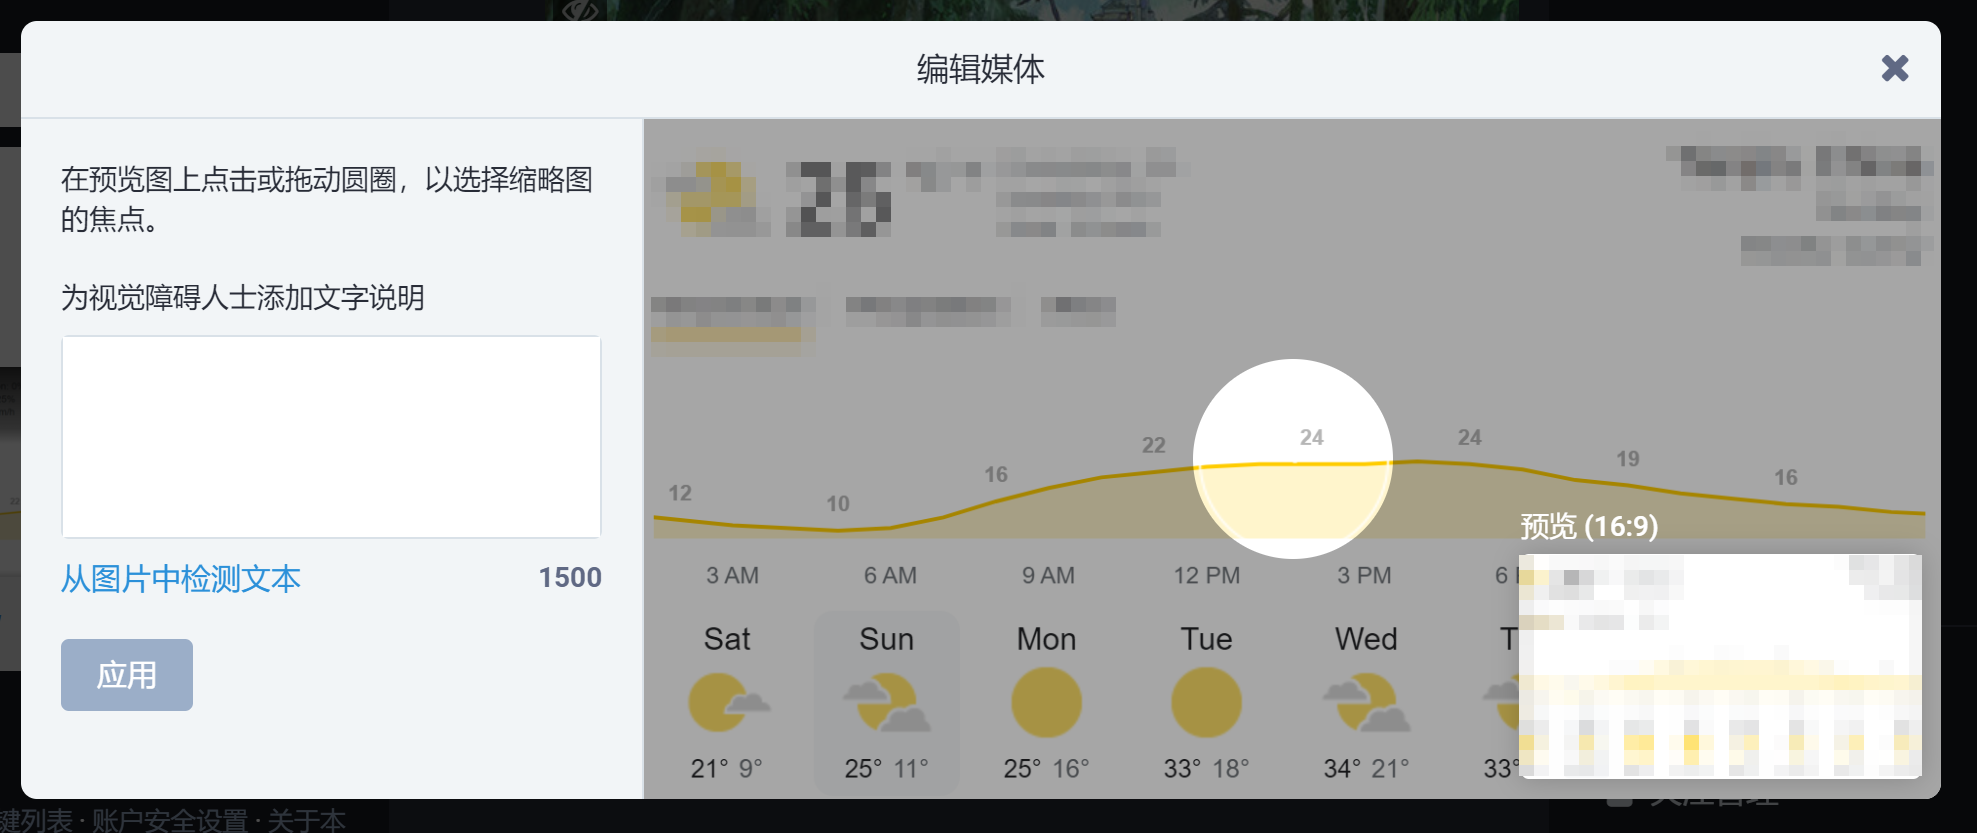 编辑媒体
在预览图上点击或拖动圆圈，以选择缩略图
的焦点。
为视觉障碍人士添加文字说明
从图片中检测文本 1500
应用
26
12 10 16 22 24 24 19 16
预览 (16:9)
3 AM 6 AM 9 AM 12 PM 3 PM 6
Sat Sun Mon Tue Wed T
21° 9° 25° 11° 25° 16° 33° 18° 34° 21° 33°
键列表 · 账户安全设置 · 关于本